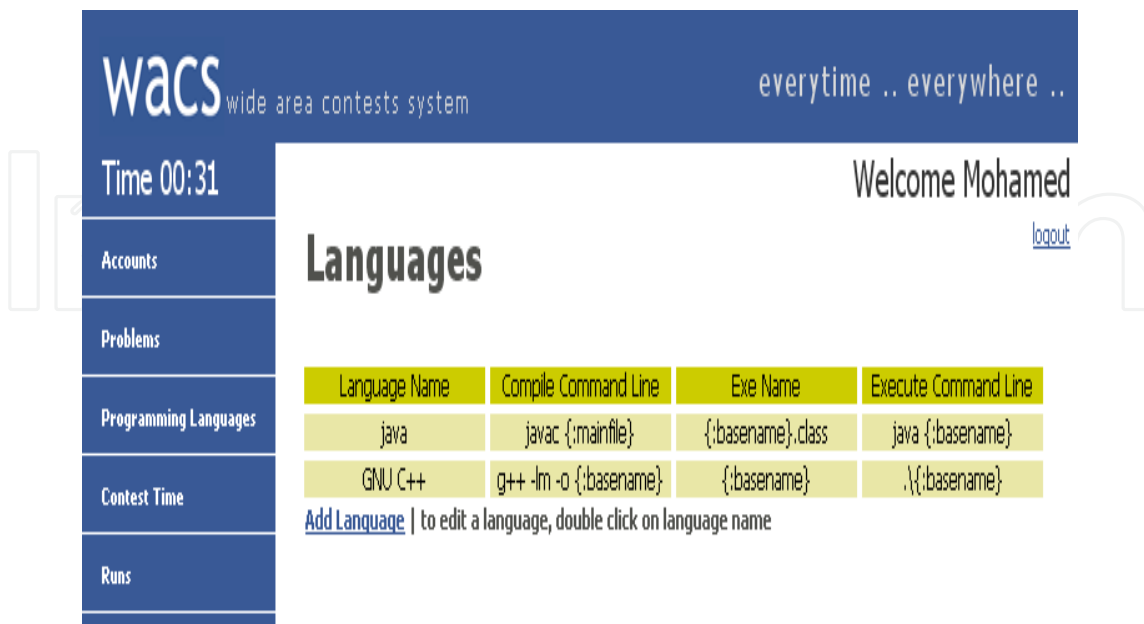 wacs wide area contests system
everytime .. everywhere ..
Time 00:31
Welcome Mohamed
logout
Accounts
Languages
Problems
Language Name Compile Command Line Exe Name Execute Command Line
Programming Languages
java javac {:mainfile} {:basename}.class java {:basename}
GNU C++ g++ -lm -o {:basename} {:basename} .\{:basename}
Contest Time
Add Language | to edit a language, double click on language name
Runs